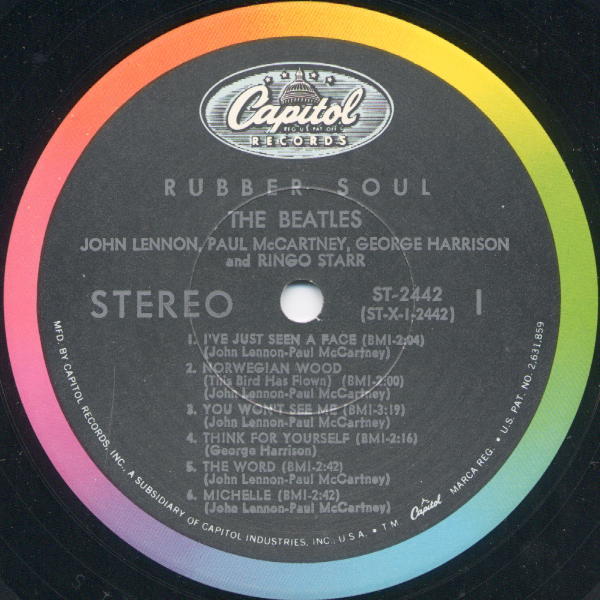 Capitol
REG. U.S. PAT. OFF.
RECORDS
RUBBER SOUL
THE BEATLES
JOHN LENNON, PAUL McCARTNEY, GEORGE HARRISON
and RINGO STARR
STEREO
ST-2442
(ST-X-1-2442)
1
1. I'VE JUST SEEN A FACE (BMI-2:04)
(John Lennon-Paul McCartney)
2. NORWEGIAN WOOD
(This Bird Has Flown) (BMI-2:00)
(John Lennon-Paul McCartney)
3. YOU WON'T SEE ME (BMI-3:19)
(John Lennon-Paul McCartney)
4. THINK FOR YOURSELF (BMI-2:16)
(George Harrison)
5. THE WORD (BMI-2:42)
(John Lennon-Paul McCartney)
6. MICHELLE (BMI-2:42)
(John Lennon-Paul McCartney)
MFD. BY CAPITOL RECORDS, INC., A SUBSIDIARY OF CAPITOL INDUSTRIES, INC., U.S.A. • T.M. Capitol MARCA REG. • U.S. PAT. NO. 2,631,859